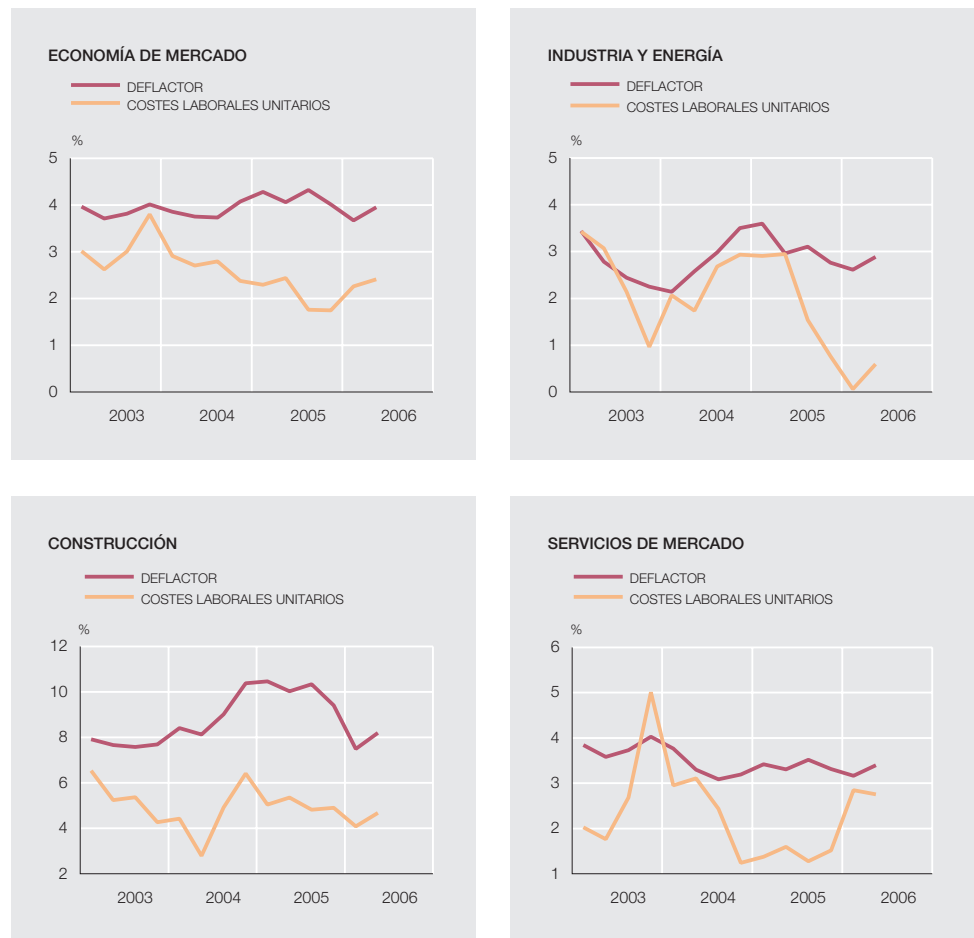 ECONOMÍA DE MERCADO
DEFLACTOR
COSTES LABORALES UNITARIOS
%
5
4
3
2
1
0
2003 2004 2005 2006
INDUSTRIA Y ENERGÍA
DEFLACTOR
COSTES LABORALES UNITARIOS
%
5
4
3
2
1
0
2003 2004 2005 2006
CONSTRUCCIÓN
DEFLACTOR
COSTES LABORALES UNITARIOS
%
12
10
8
6
4
2
2003 2004 2005 2006
SERVICIOS DE MERCADO
DEFLACTOR
COSTES LABORALES UNITARIOS
%
6
5
4
3
2
1
2003 2004 2005 2006